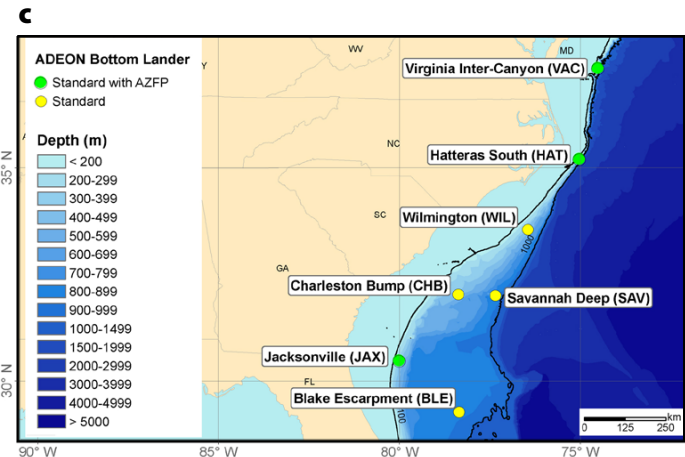 c
ADEON Bottom Lander
Standard with AZFP
Standard
Depth (m)
< 200
200-299
300-399
400-499
500-599
600-699
700-799
800-899
900-999
1000-1499
1500-1999
2000-2999
3000-3999
4000-4999
> 5000
WV
MD
Y
NC
SC
GA
FL
Virginia Inter-Canyon (VAC)
Hatteras South (HAT)
Wilmington (WIL)
1000
Charleston Bump (CHB)
Savannah Deep (SAV)
Jacksonville (JAX)
Blake Escarpment (BLE)
100
km
0 125 250
35° N
30° N
90° W
85° W
80° W
75° W